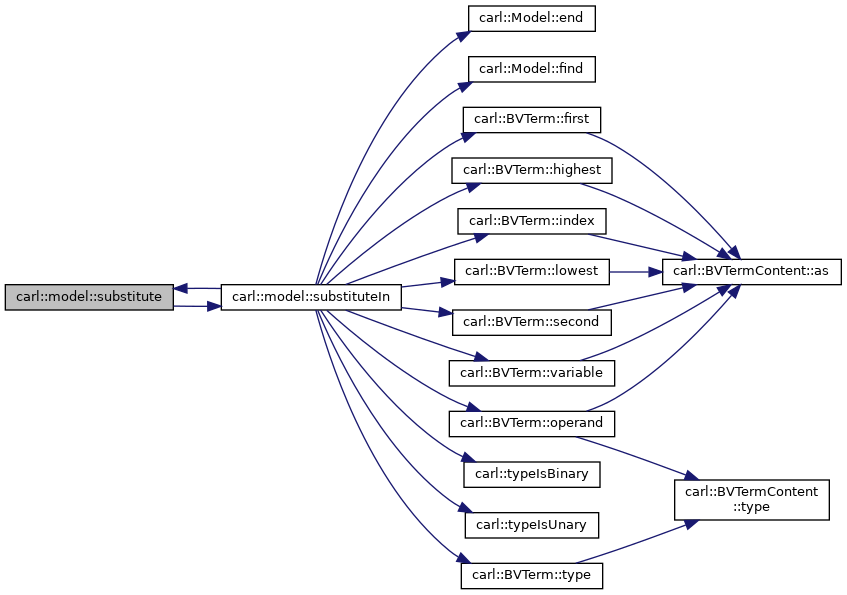 carl::Model::end
carl::Model::find
carl::BVTerm::first
carl::BVTerm::highest
carl::BVTerm::index
carl::BVTerm::lowest
carl::BVTermContent::as
carl::model::substitute
carl::model::substituteIn
carl::BVTerm::second
carl::BVTerm::variable
carl::BVTerm::operand
carl::typeIsBinary
carl::BVTermContent
::type
carl::typeIsUnary
carl::BVTerm::type